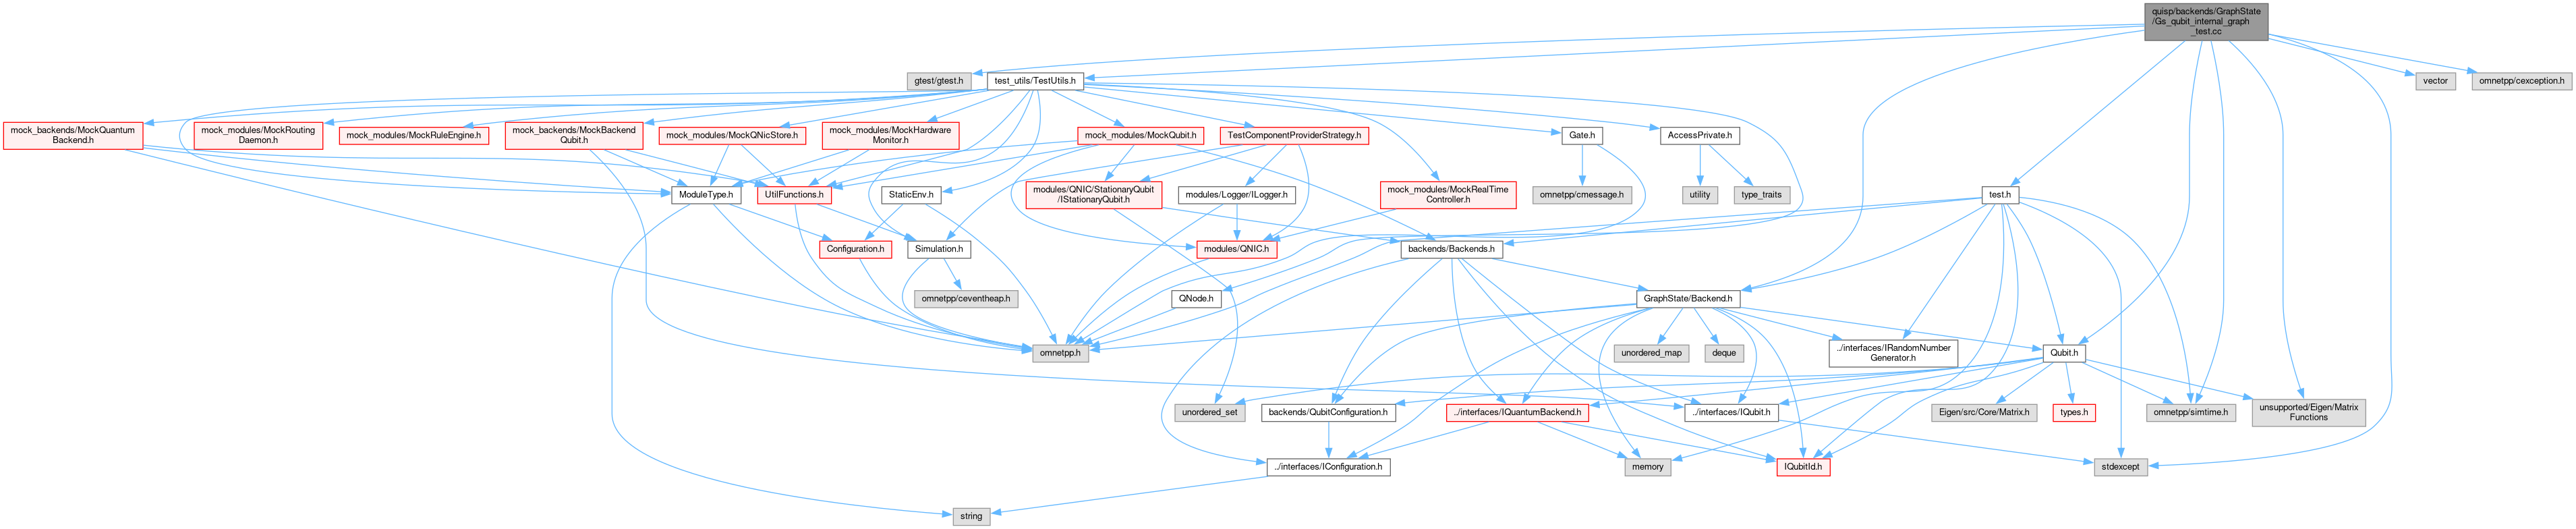 quisp/backends/GraphState
/Gs_qubit_internal_graph
_test.cc
gtest/gtest.h
test_utils/TestUtils.h
vector
omnetpp/cexception.h
mock_backends/MockQuantum
Backend.h
mock_modules/MockRouting
Daemon.h
mock_modules/MockRuleEngine.h
mock_backends/MockBackend
Qubit.h
mock_modules/MockQNicStore.h
mock_modules/MockHardware
Monitor.h
mock_modules/MockQubit.h
TestComponentProviderStrategy.h
Gate.h
AccessPrivate.h
ModuleType.h
UtilFunctions.h
StaticEnv.h
modules/QNIC/StationaryQubit
/IStationaryQubit.h
modules/Logger/ILogger.h
mock_modules/MockRealTime
Controller.h
omnetpp/cmessage.h
utility
type_traits
test.h
Configuration.h
Simulation.h
modules/QNIC.h
backends/Backends.h
omnetpp/ceventheap.h
QNode.h
GraphState/Backend.h
omnetpp.h
unordered_map
deque
../interfaces/IRandomNumber
Generator.h
Qubit.h
unordered_set
backends/QubitConfiguration.h
../interfaces/IQuantumBackend.h
../interfaces/IQubit.h
Eigen/src/Core/Matrix.h
types.h
omnetpp/simtime.h
unsupported/Eigen/Matrix
Functions
../interfaces/IConfiguration.h
memory
IQubitId.h
stdexcept
string